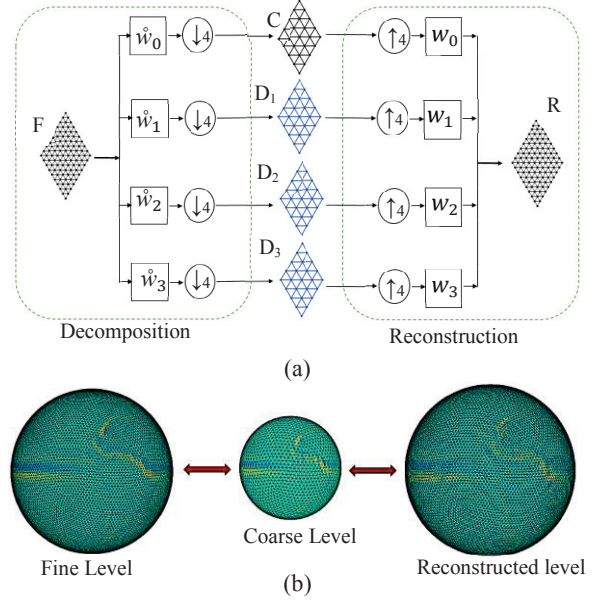 C
ẘ₀ ↓4 ↑4 w₀
D₁
F ẘ₁ ↓4 ↑4 w₁ R
D₂
ẘ₂ ↓4 ↑4 w₂
D₃
ẘ₃ ↓4 ↑4 w₃
Decomposition Reconstruction
(a)
Fine Level Coarse Level Reconstructed level
(b)